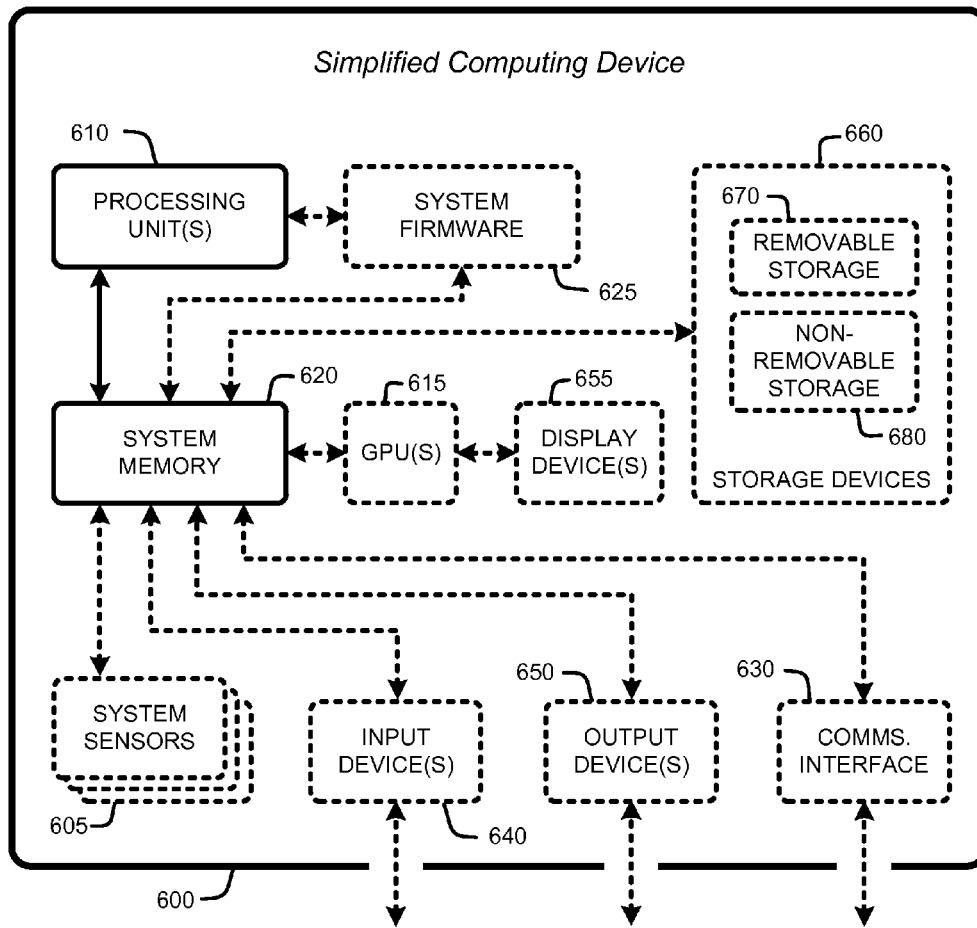 Simplified Computing Device
610
660
PROCESSING
UNIT(S)
SYSTEM
FIRMWARE
670
REMOVABLE
STORAGE
625
NON-
REMOVABLE
STORAGE
620
615
655
SYSTEM
MEMORY
GPU(S)
DISPLAY
DEVICE(S)
680
STORAGE DEVICES
650
630
SYSTEM
SENSORS
INPUT
DEVICE(S)
OUTPUT
DEVICE(S)
COMMS.
INTERFACE
605
640
600